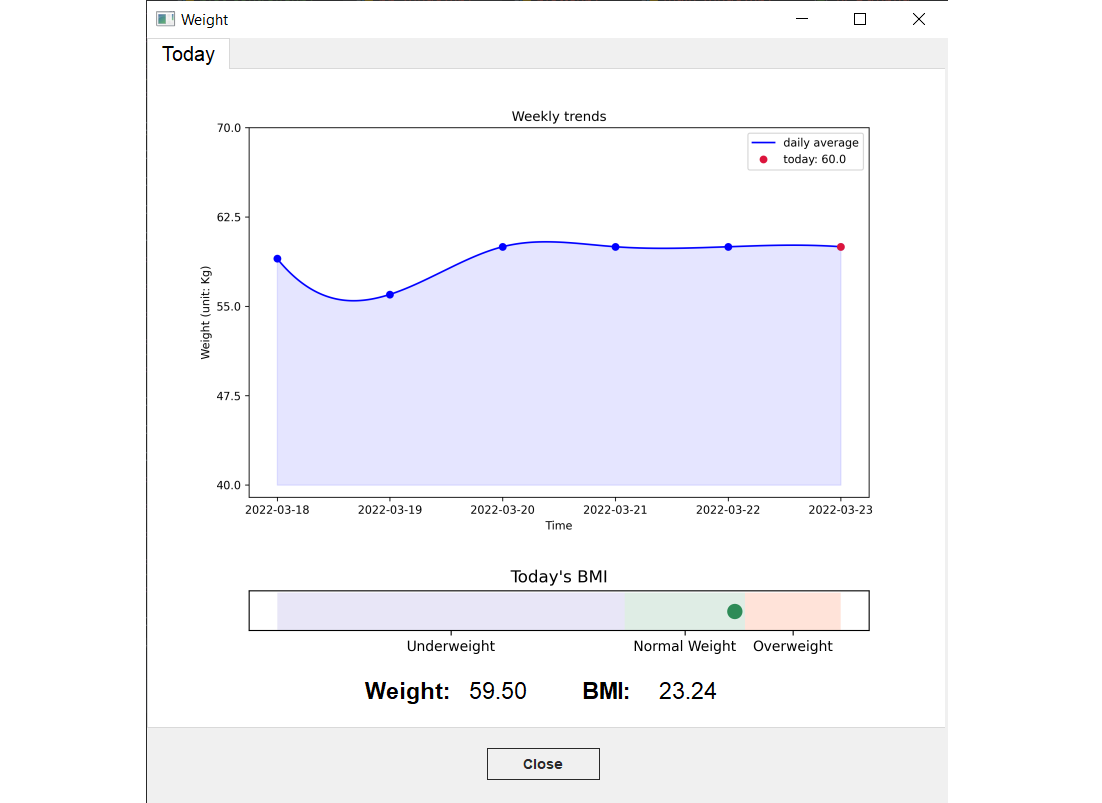 Weight
Today
Weekly trends
70.0
62.5
55.0
47.5
40.0
Weight (unit: Kg)
daily average
today: 60.0
2022-03-18 2022-03-19 2022-03-20 2022-03-21 2022-03-22 2022-03-23
Time
Today's BMI
Underweight Normal Weight Overweight
Weight: 59.50 BMI: 23.24
Close